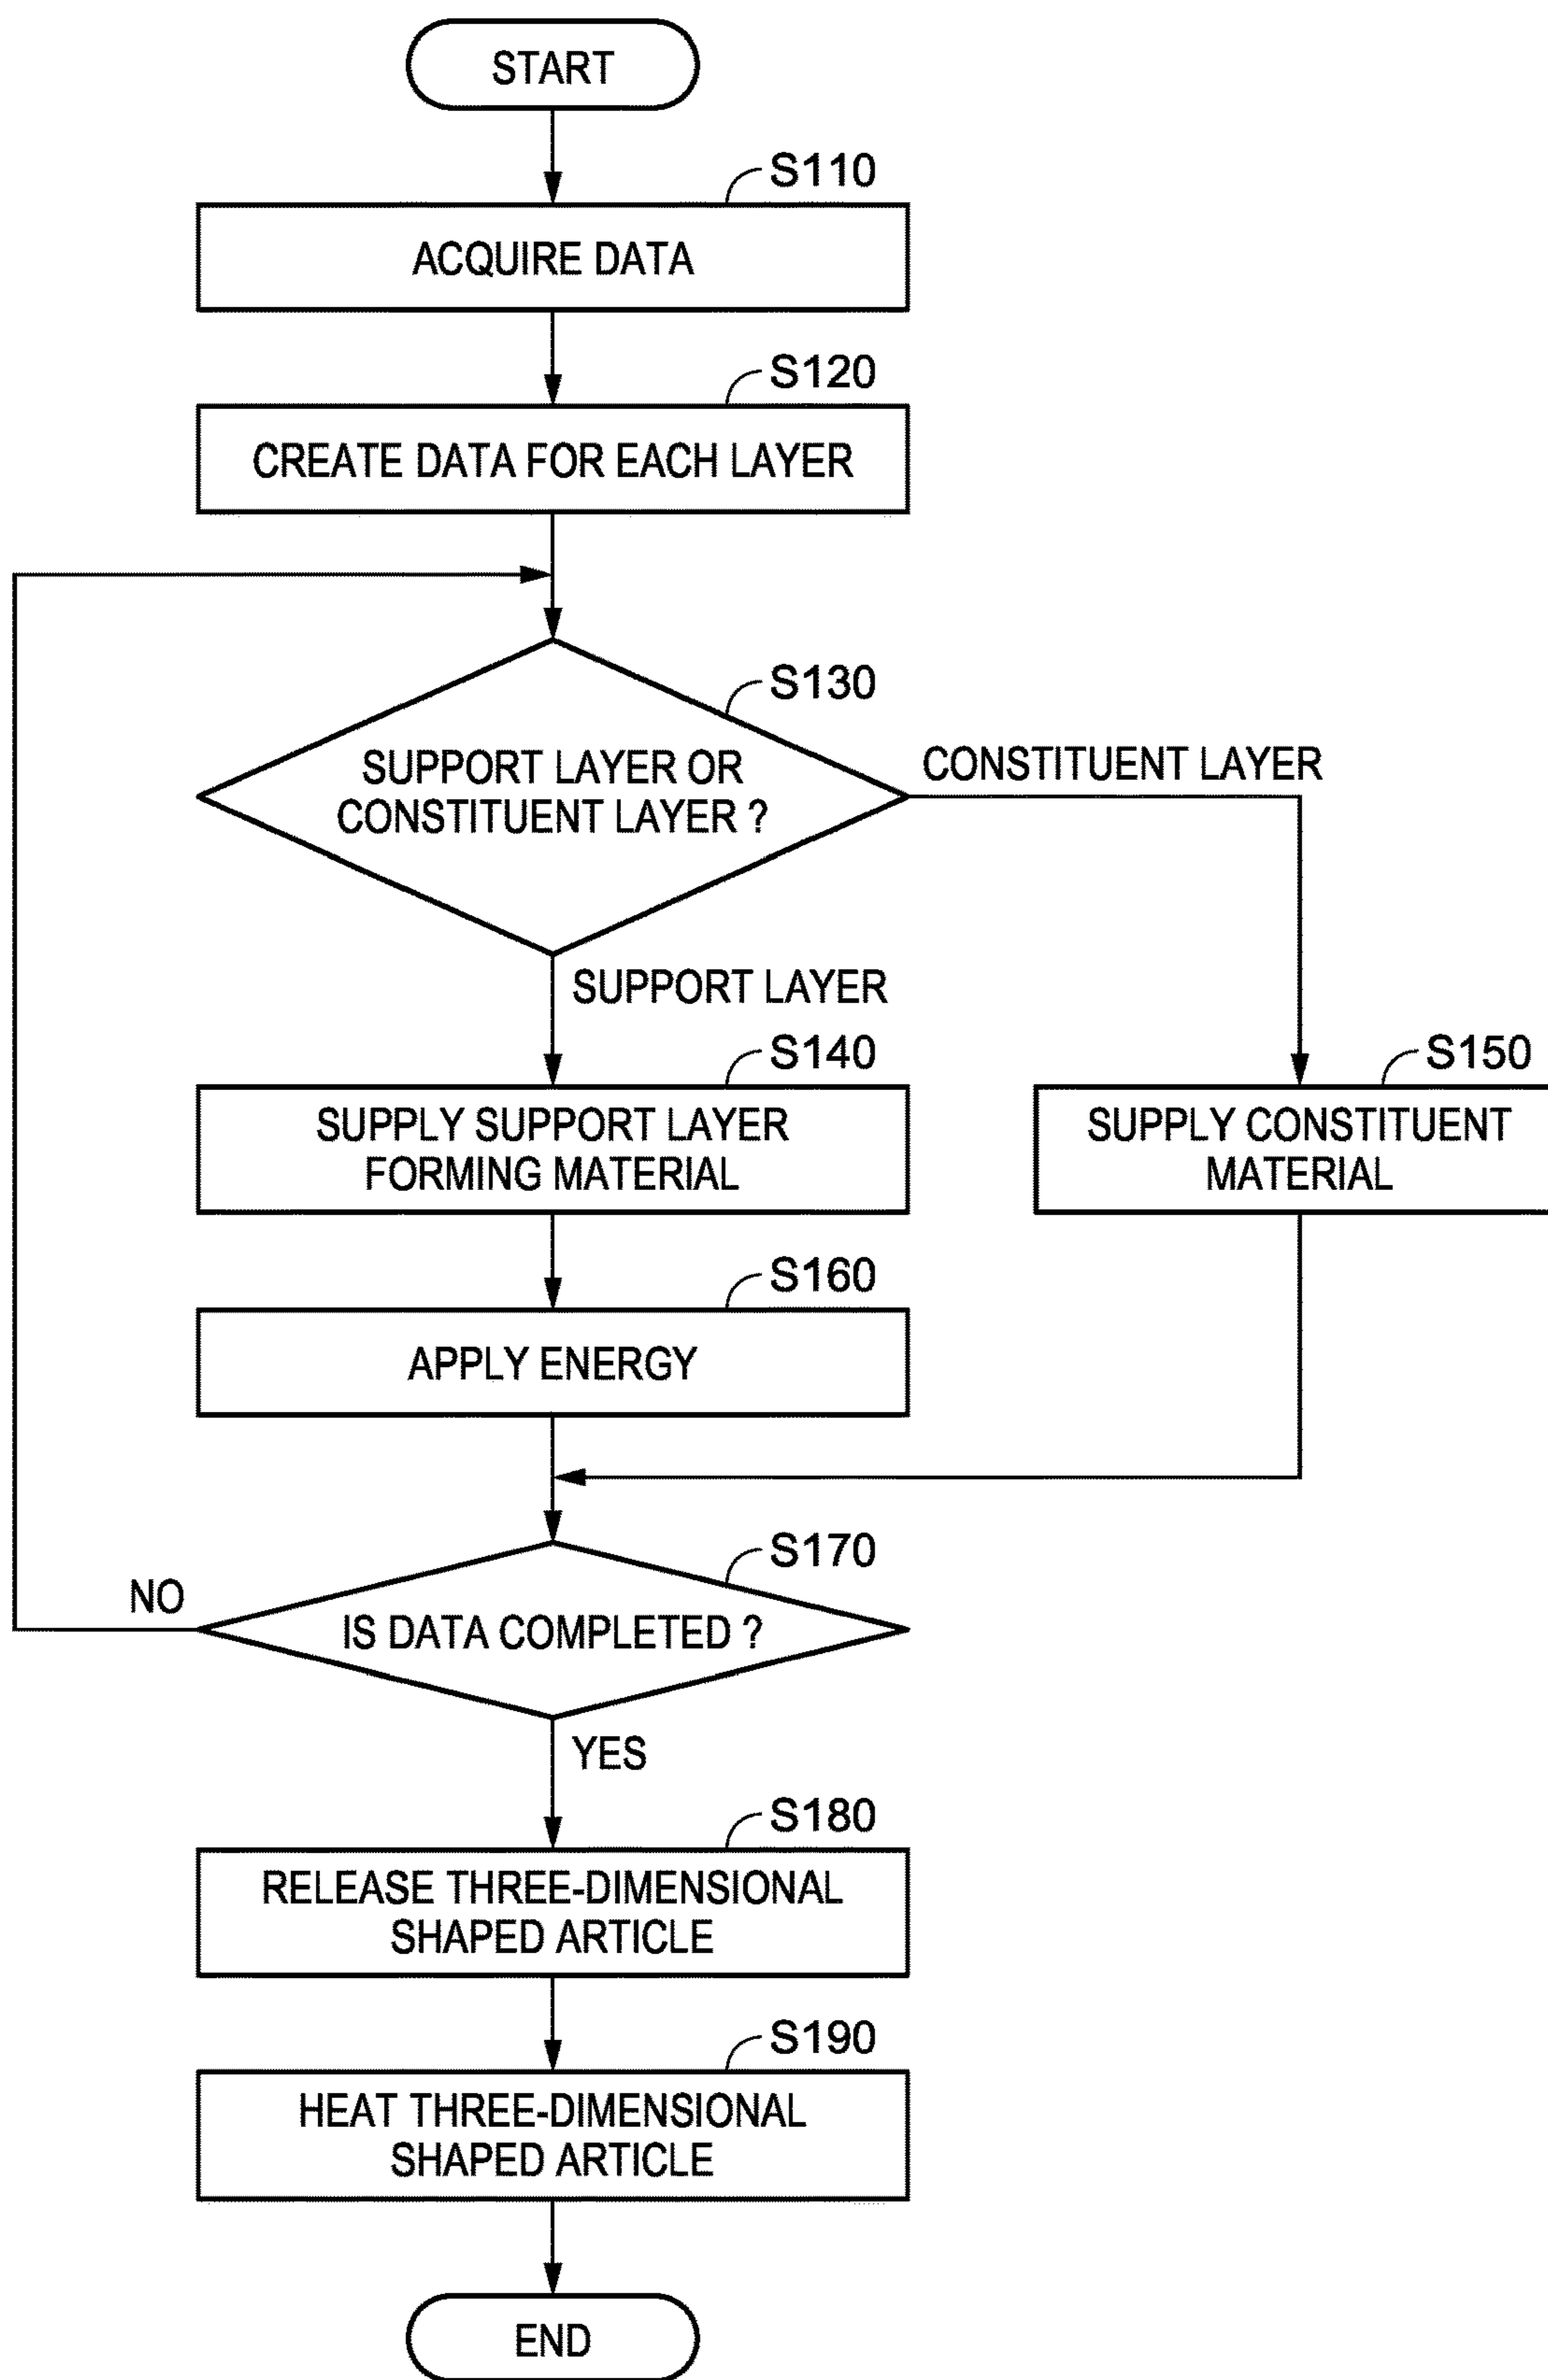 START
S110
ACQUIRE DATA
S120
CREATE DATA FOR EACH LAYER
S130
SUPPORT LAYER OR
CONSTITUENT LAYER ?
CONSTITUENT LAYER
SUPPORT LAYER
S140
SUPPLY SUPPORT LAYER
FORMING MATERIAL
S150
SUPPLY CONSTITUENT
MATERIAL
S160
APPLY ENERGY
S170
IS DATA COMPLETED ?
NO
YES
S180
RELEASE THREE-DIMENSIONAL
SHAPED ARTICLE
S190
HEAT THREE-DIMENSIONAL
SHAPED ARTICLE
END